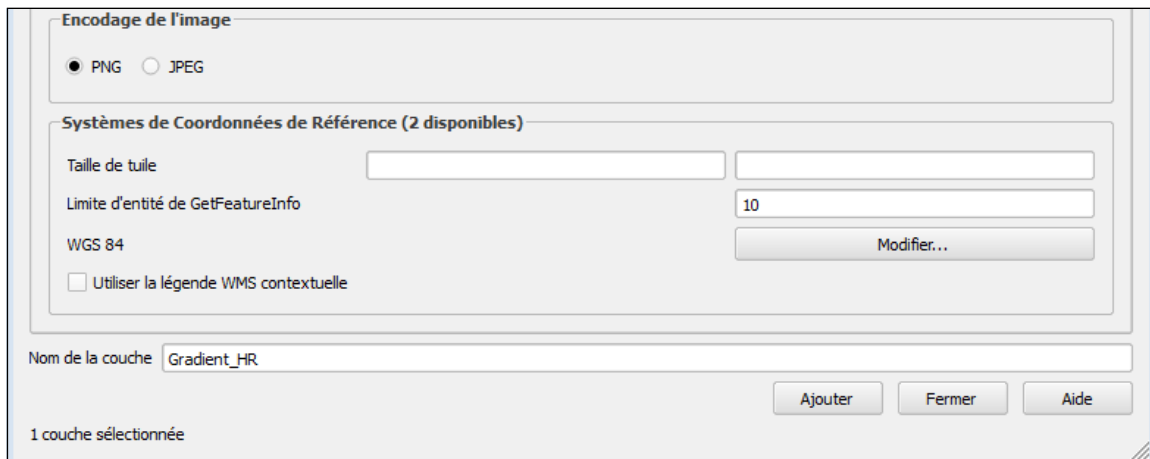 Encodage de l'image
PNG JPEG
Systèmes de Coordonnées de Référence (2 disponibles)
Taille de tuile
Limite d'entité de GetFeatureInfo 10
WGS 84 Modifier...
Utiliser la légende WMS contextuelle
Nom de la couche Gradient_HR
Ajouter Fermer Aide
1 couche sélectionnée